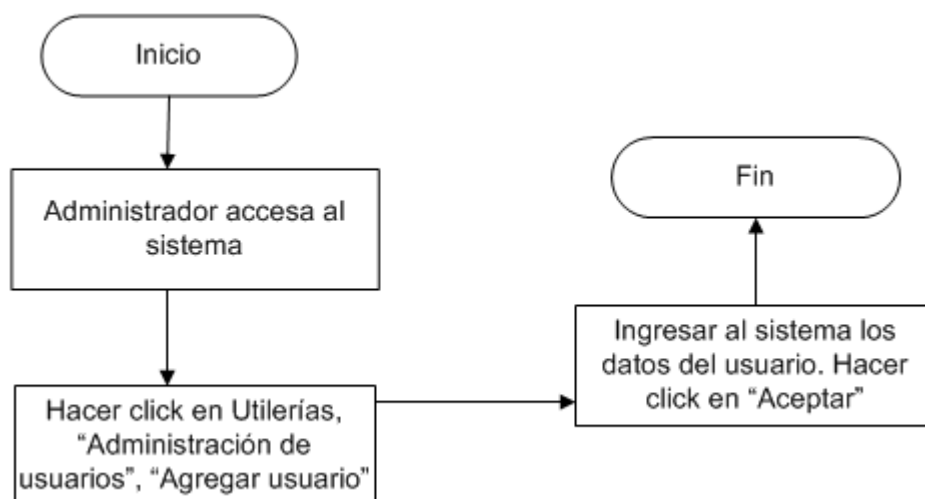 Inicio
Administrador accesa al
sistema
Hacer click en Utilerías,
“Administración de
usuarios”, “Agregar usuario”
Ingresar al sistema los
datos del usuario. Hacer
click en “Aceptar”
Fin